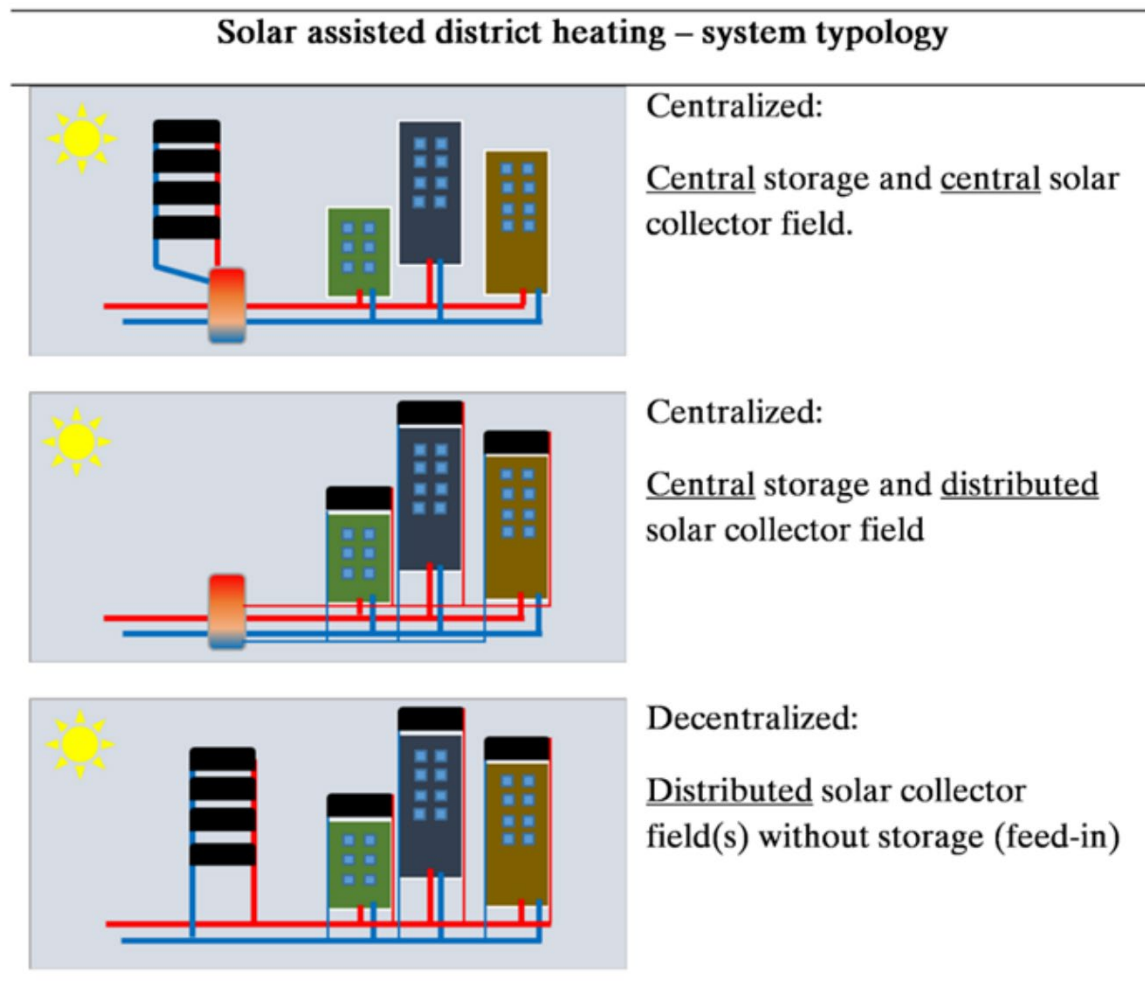 Solar assisted district heating – system typology
Centralized:
Central storage and central solar
collector field.
Centralized:
Central storage and distributed
solar collector field
Decentralized:
Distributed solar collector
field(s) without storage (feed-in)